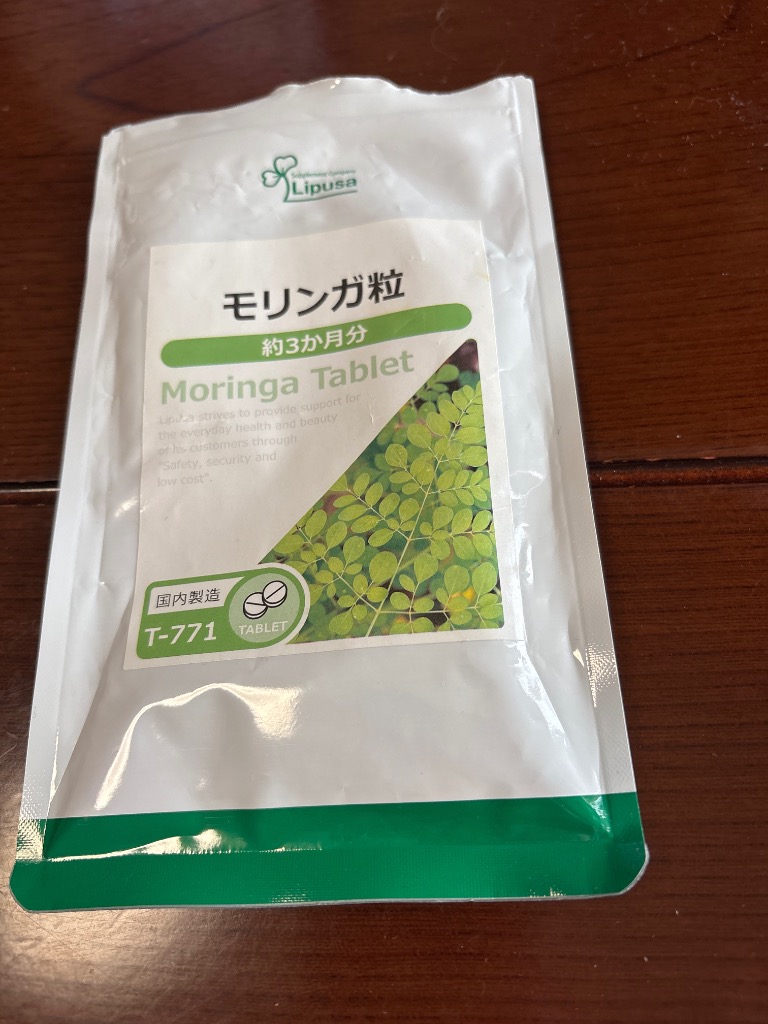 Lipusa
モリンガ粒
約3か月分
Moringa Tablet
Lipusa strives to provide support for
the everyday health and beauty
of its customers through
"Safety, security and
low cost".
国内製造
T-771
TABLET